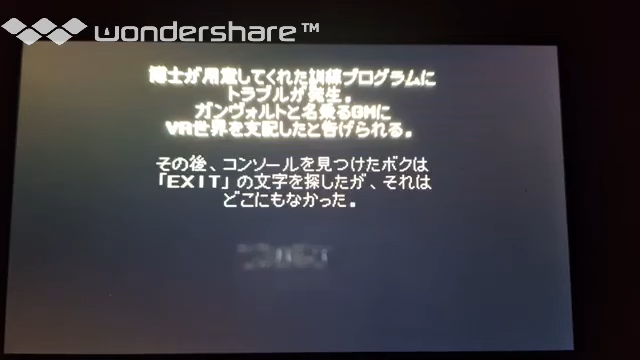 wondershare™
博士が用意してくれた訓練プログラムに
トラブルが発生。
ガンヴォルトと名乗るGMに
VR世界を支配したと告げられる。
その後、コンソールを見つけたボクは
「EXIT」の文字を探したが、それは
どこにもなかった。